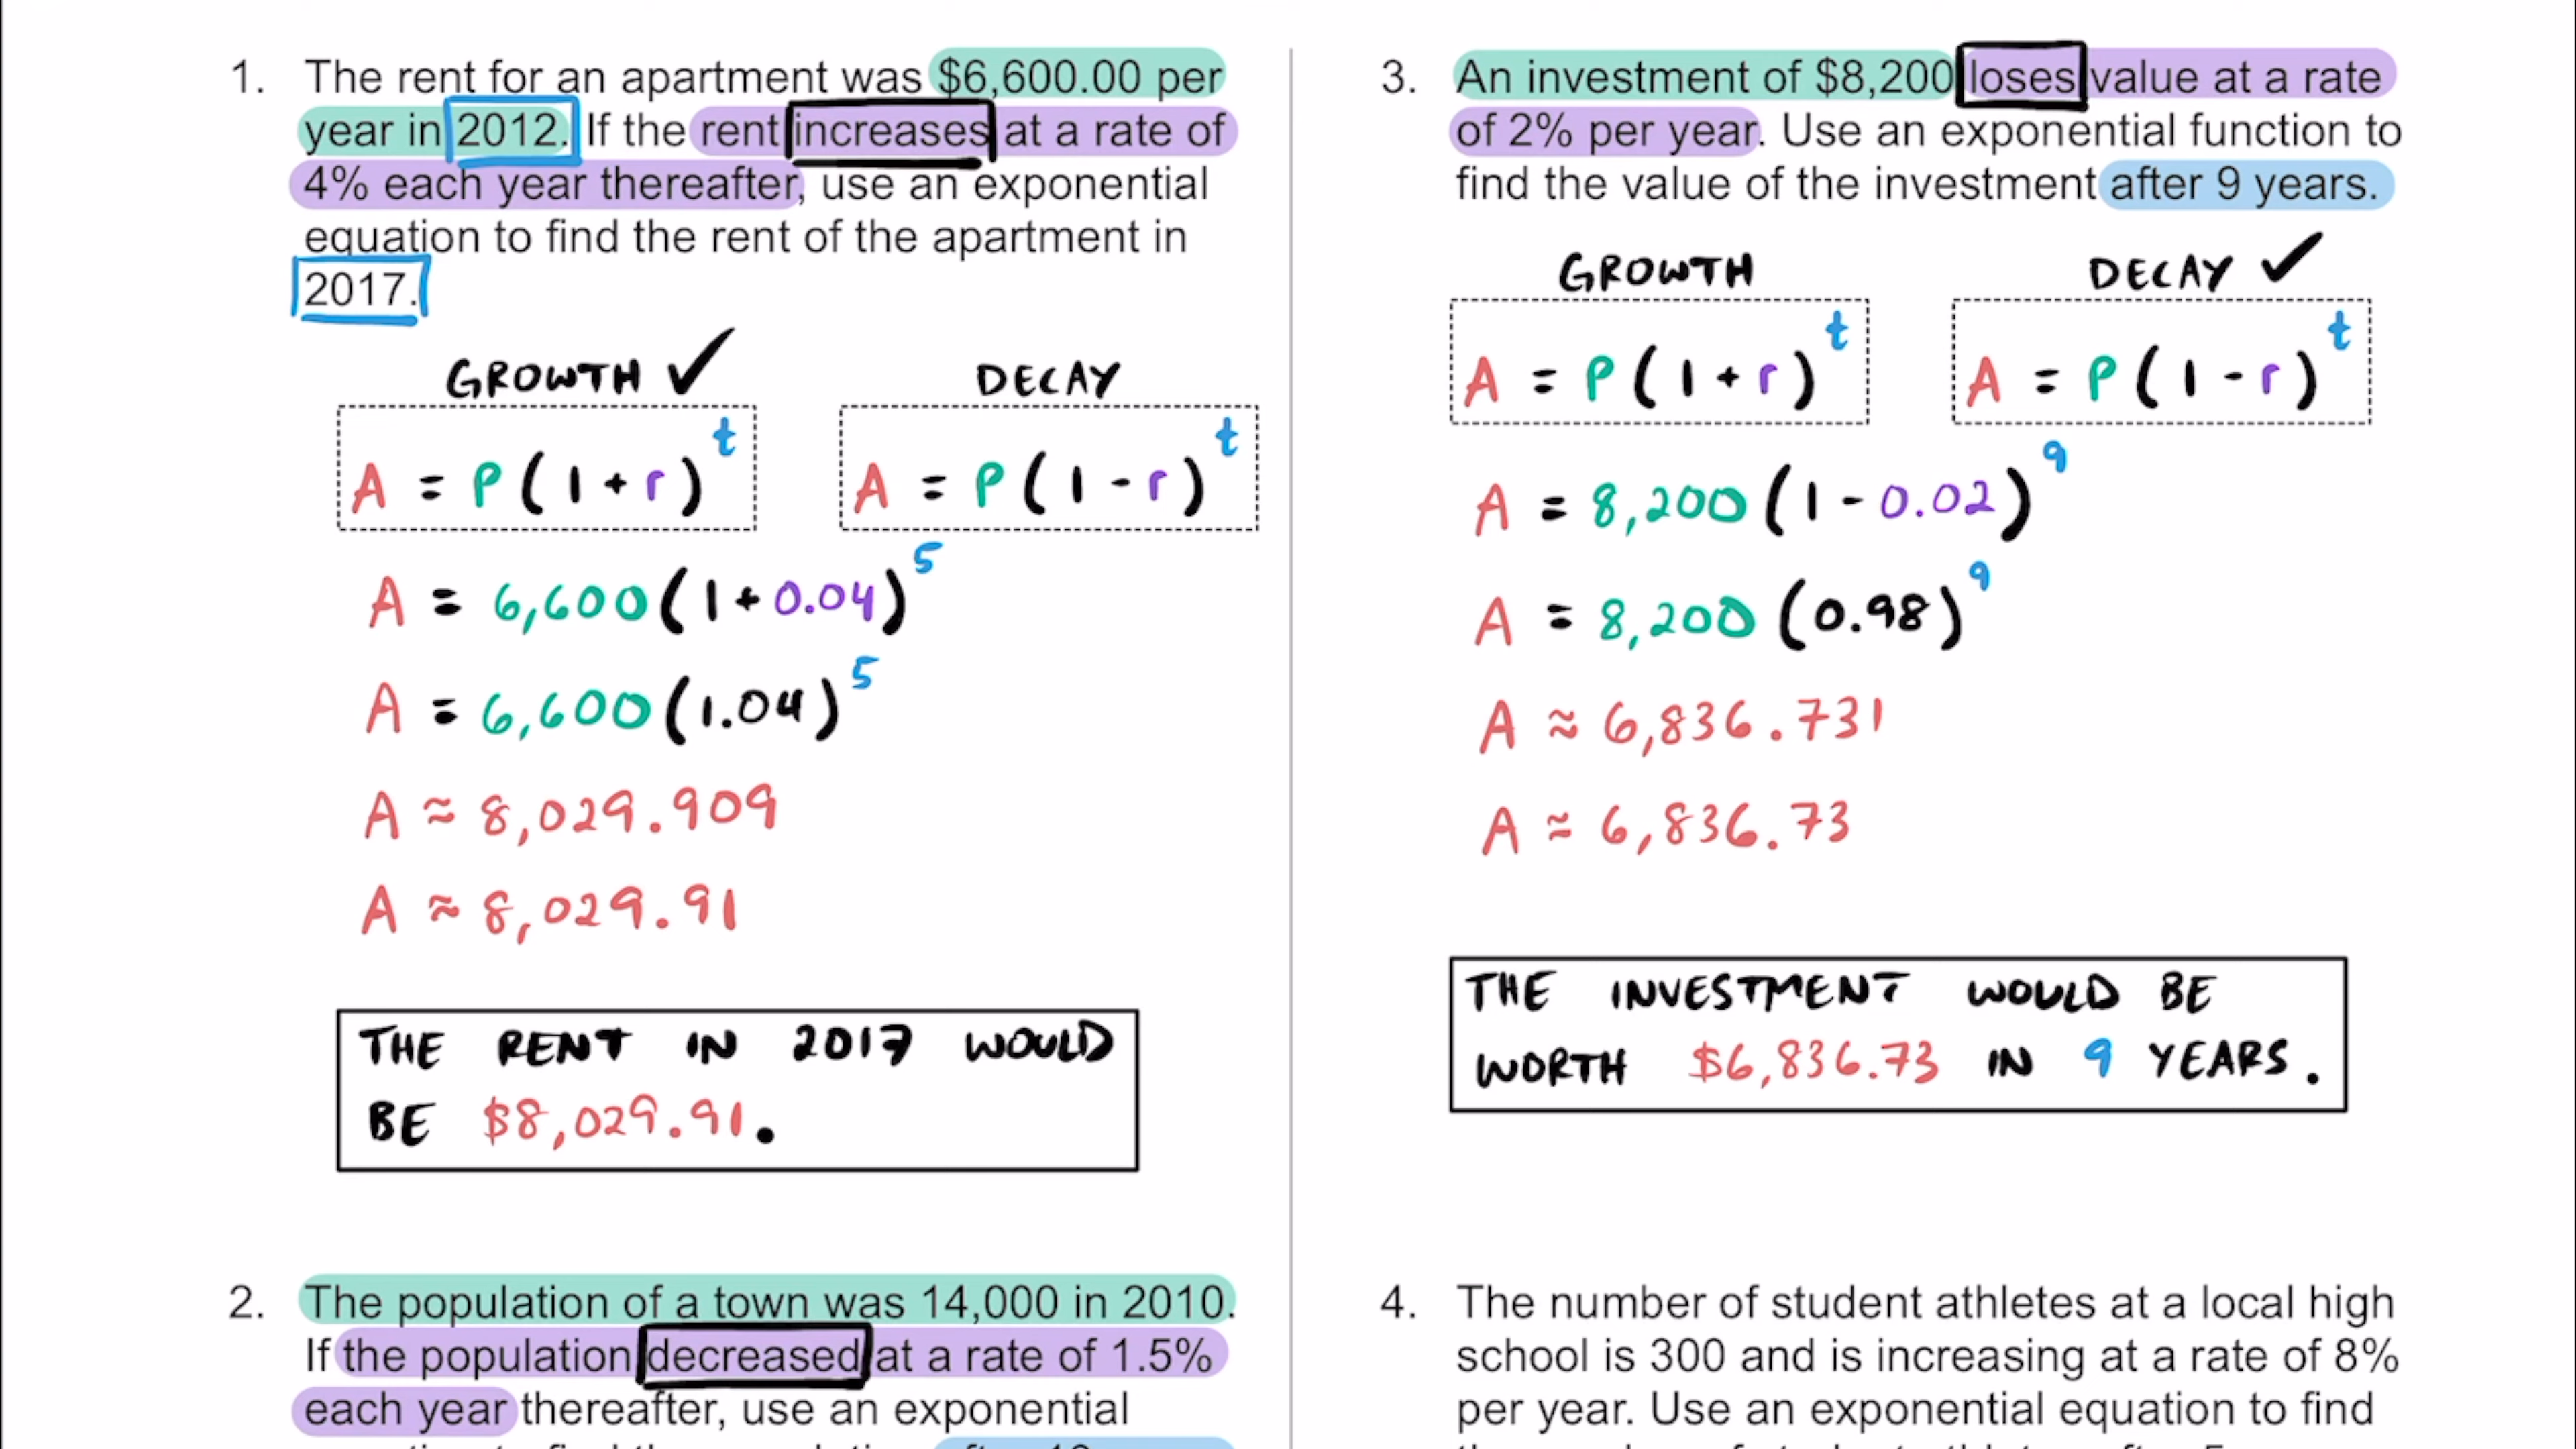 1. The rent for an apartment was $6,600.00 per
year in 2012. If the rent increases at a rate of
4% each year thereafter, use an exponential
equation to find the rent of the apartment in
2017.
GROWTH ✓ DECAY
A = P(1+r)^t A = P(1-r)^t
A = 6,600(1+0.04)^5
A = 6,600(1.04)^5
A ≈ 8,029.909
A ≈ 8,029.91
THE RENT IN 2017 WOULD
BE $8,029.91.
2. The population of a town was 14,000 in 2010.
If the population decreased at a rate of 1.5%
each year thereafter, use an exponential
3. An investment of $8,200 loses value at a rate
of 2% per year. Use an exponential function to
find the value of the investment after 9 years.
GROWTH DECAY ✓
A = P(1+r)^t A = P(1-r)^t
A = 8,200(1-0.02)^9
A = 8,200(0.98)^9
A ≈ 6,836.731
A ≈ 6,836.73
THE INVESTMENT WOULD BE
WORTH $6,836.73 IN 9 YEARS.
4. The number of student athletes at a local high
school is 300 and is increasing at a rate of 8%
per year. Use an exponential equation to find